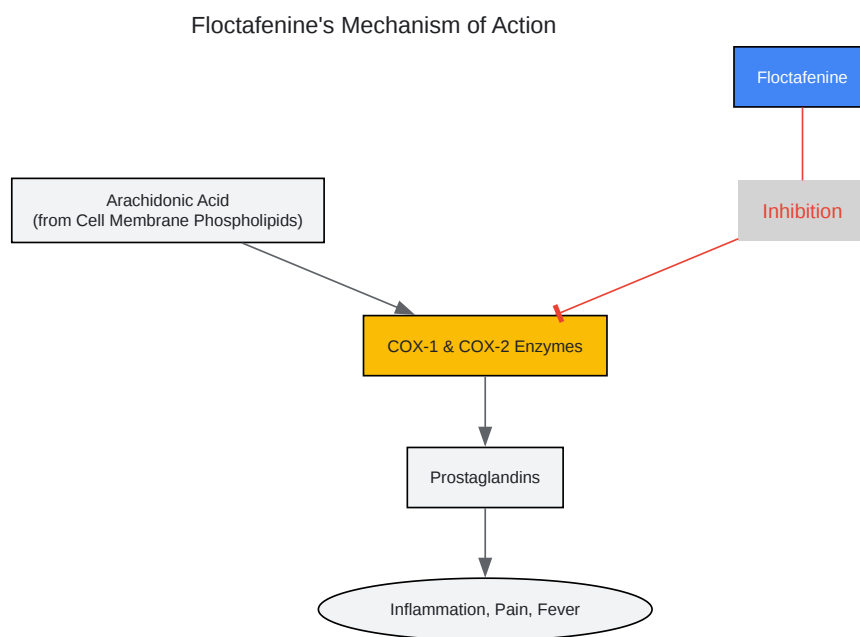 Floctafenine's Mechanism of Action
Floctafenine
Arachidonic Acid
(from Cell Membrane Phospholipids)
Inhibition
COX-1 & COX-2 Enzymes
Prostaglandins
Inflammation, Pain, Fever